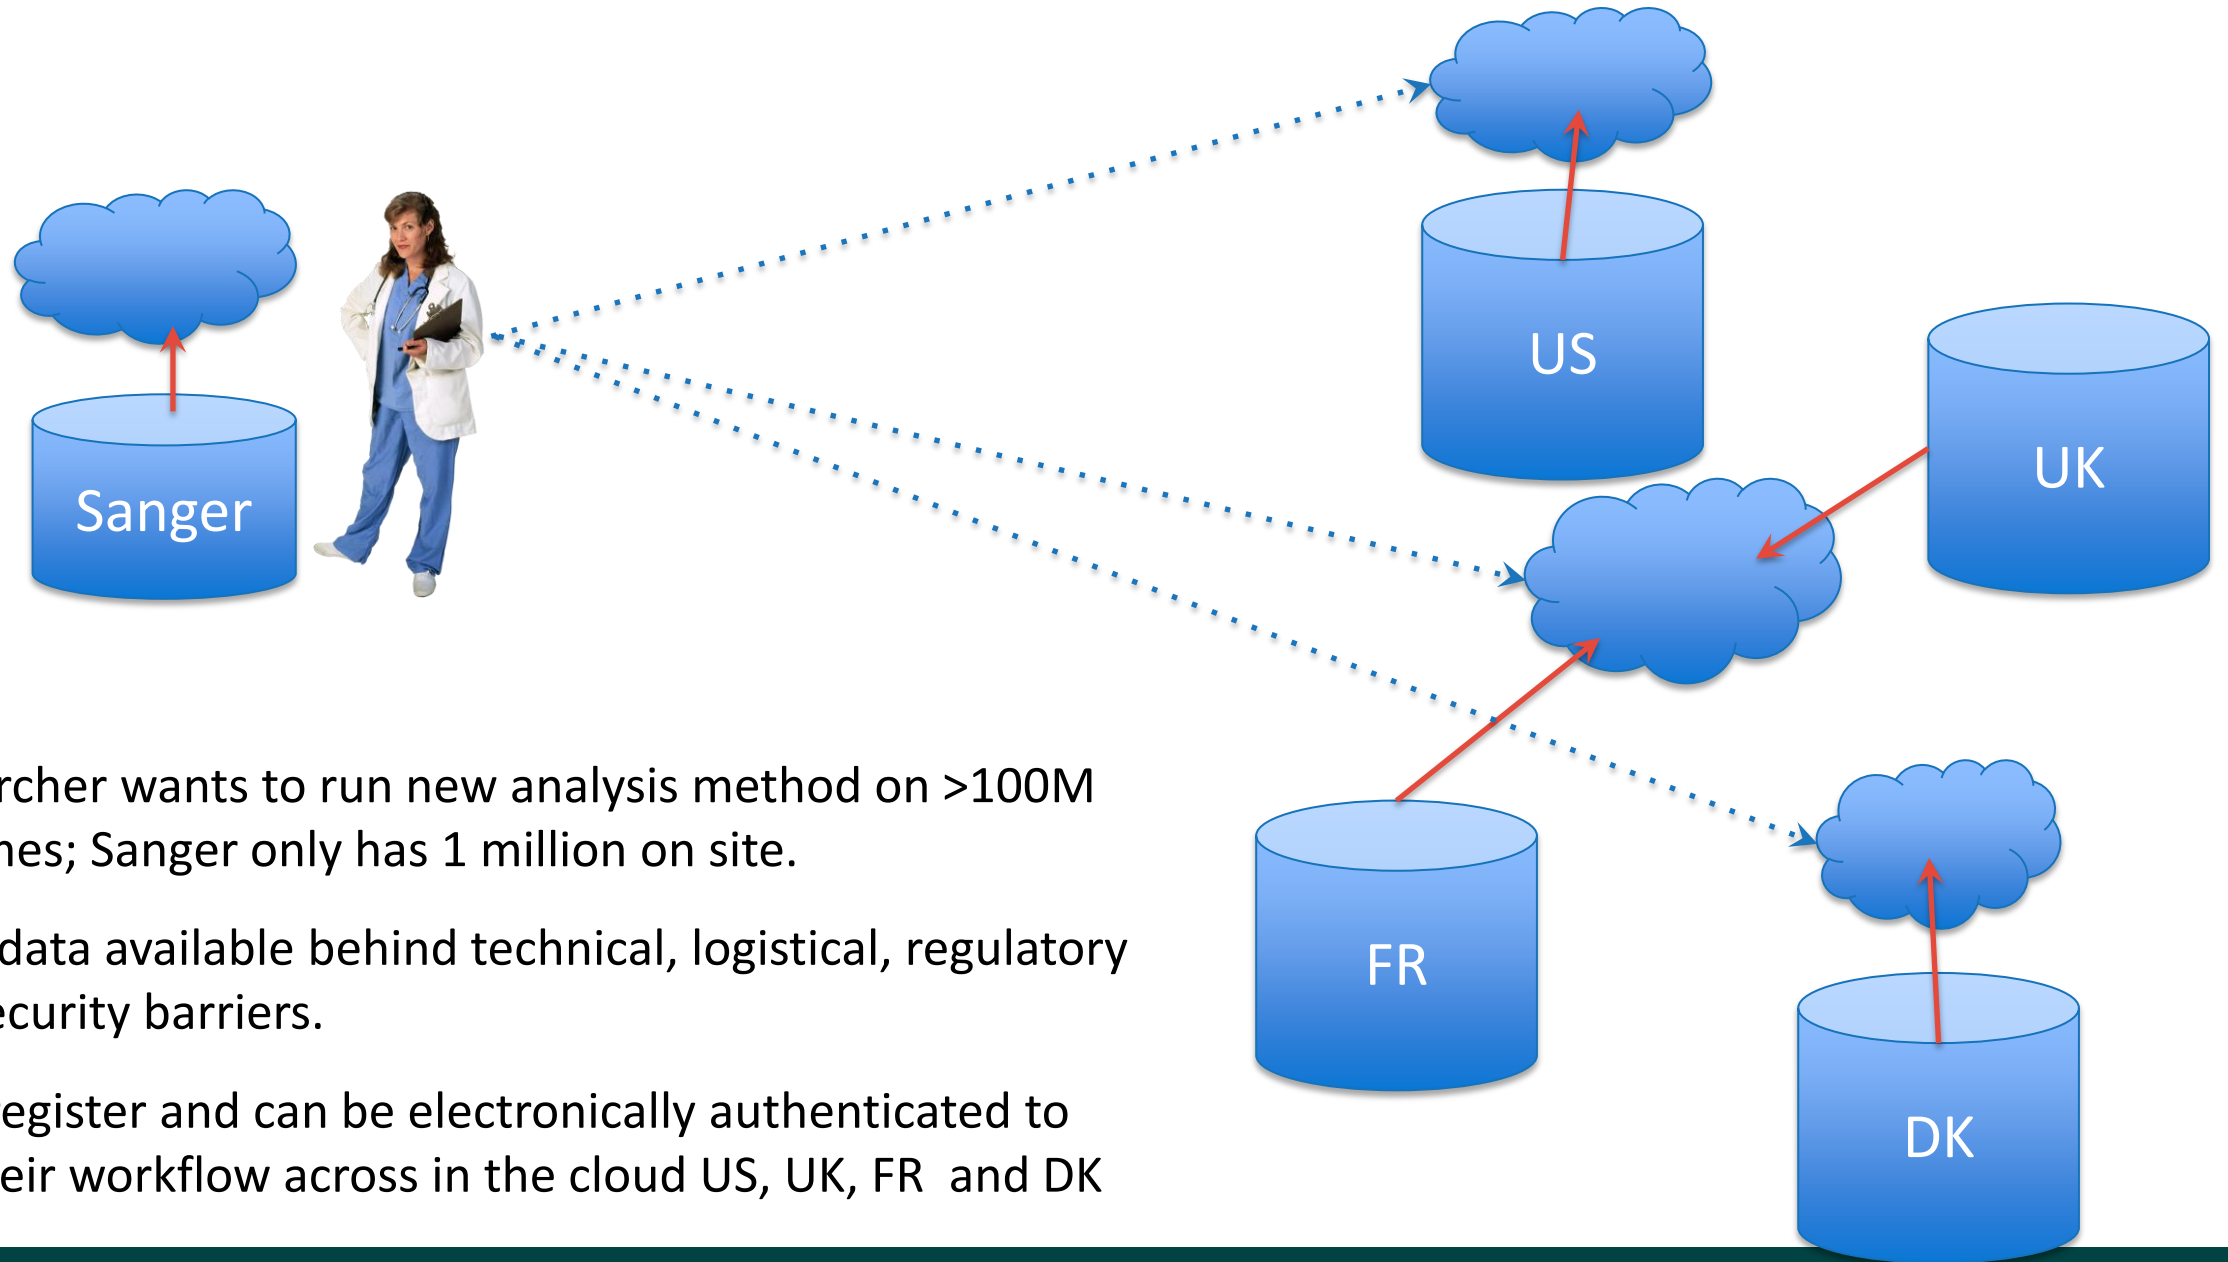 US
UK
Sanger
rcher wants to run new analysis method on >100M
nes; Sanger only has 1 million on site.
data available behind technical, logistical, regulatory
ecurity barriers.
FR
register and can be electronically authenticated to
eir workflow across in the cloud US, UK, FR and DK
DK